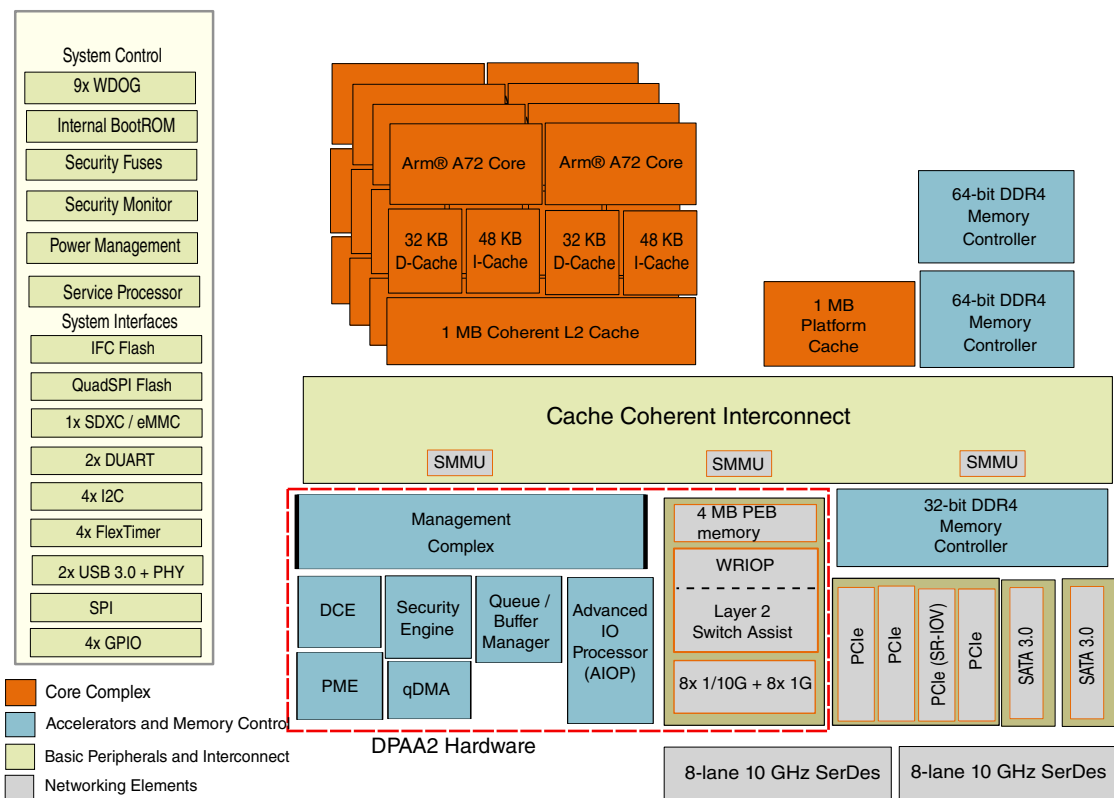 System Control
9x WDOG
Internal BootROM
Security Fuses
Security Monitor
Power Management
Service Processor
System Interfaces
IFC Flash
QuadSPI Flash
1x SDXC / eMMC
2x DUART
4x I2C
4x FlexTimer
2x USB 3.0 + PHY
SPI
4x GPIO
Core Complex
Accelerators and Memory Control
Basic Peripherals and Interconnect
Networking Elements
Arm® A72 Core
Arm® A72 Core
32 KB
D-Cache
48 KB
I-Cache
32 KB
D-Cache
48 KB
I-Cache
1 MB Coherent L2 Cache
64-bit DDR4
Memory
Controller
1 MB
Platform
Cache
64-bit DDR4
Memory
Controller
Cache Coherent Interconnect
SMMU
SMMU
SMMU
Management
Complex
DCE
Security
Engine
Queue /
Buffer
Manager
Advanced
IO
Processor
(AIOP)
PME
qDMA
4 MB PEB
memory
WRIOP
Layer 2
Switch Assist
8x 1/10G + 8x 1G
DPAA2 Hardware
32-bit DDR4
Memory
Controller
PCIe
PCIe
PCIe (SR-IOV)
PCIe
SATA 3.0
SATA 3.0
8-lane 10 GHz SerDes
8-lane 10 GHz SerDes